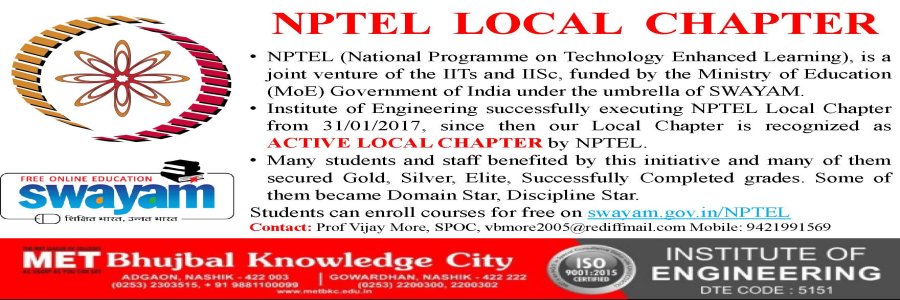 NPTEL LOCAL CHAPTER
• NPTEL (National Programme on Technology Enhanced Learning), is a
joint venture of the IITs and IISc, funded by the Ministry of Education
(MoE) Government of India under the umbrella of SWAYAM.
• Institute of Engineering successfully executing NPTEL Local Chapter
from 31/01/2017, since then our Local Chapter is recognized as
ACTIVE LOCAL CHAPTER by NPTEL.
• Many students and staff benefited by this initiative and many of them
secured Gold, Silver, Elite, Successfully Completed grades. Some of
them became Domain Star, Discipline Star.
Students can enroll courses for free on swayam.gov.in/NPTEL
Contact: Prof Vijay More, SPOC, vbmore2005@rediffmail.com Mobile: 9421991569
FREE ONLINE EDUCATION
swayam
शिक्षित भारत, उन्नत भारत
MET Bhujbal Knowledge City
ADGAON, NASHIK - 422 003
(0253) 2303515, + 91 9881100099
GOWARDHAN, NASHIK - 422 222
(0253) 2200300, 2200302
www.metbkc.edu.in
ISO
9001:2015
CERTIFIED
INSTITUTE OF
ENGINEERING
DTE CODE : 5151